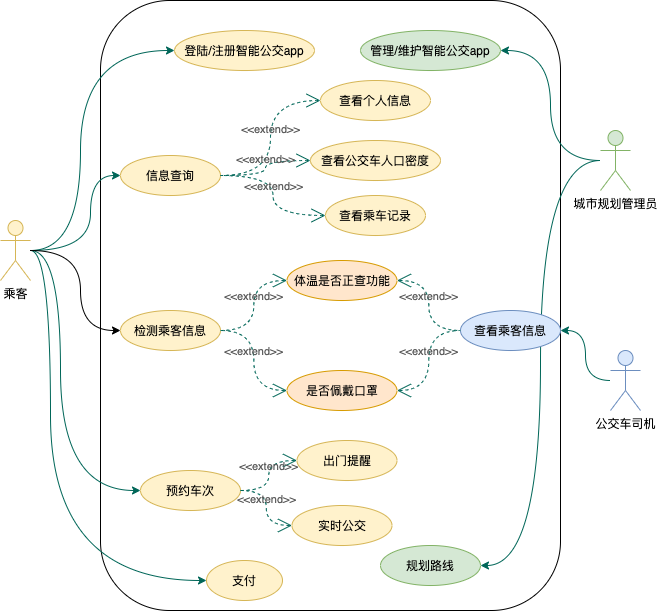 登陆/注册智能公交app
管理/维护智能公交app
查看个人信息
<<extend>>
查看公交车人口密度
<<extend>>
信息查询
<<extend>>
查看乘车记录
城市规划管理员
乘客
体温是否正查功能
<<extend>>
<<extend>>
检测乘客信息
查看乘客信息
<<extend>>
<<extend>>
是否佩戴口罩
公交车司机
出门提醒
<<extend>>
预约车次
<<extend>>
实时公交
规划路线
支付